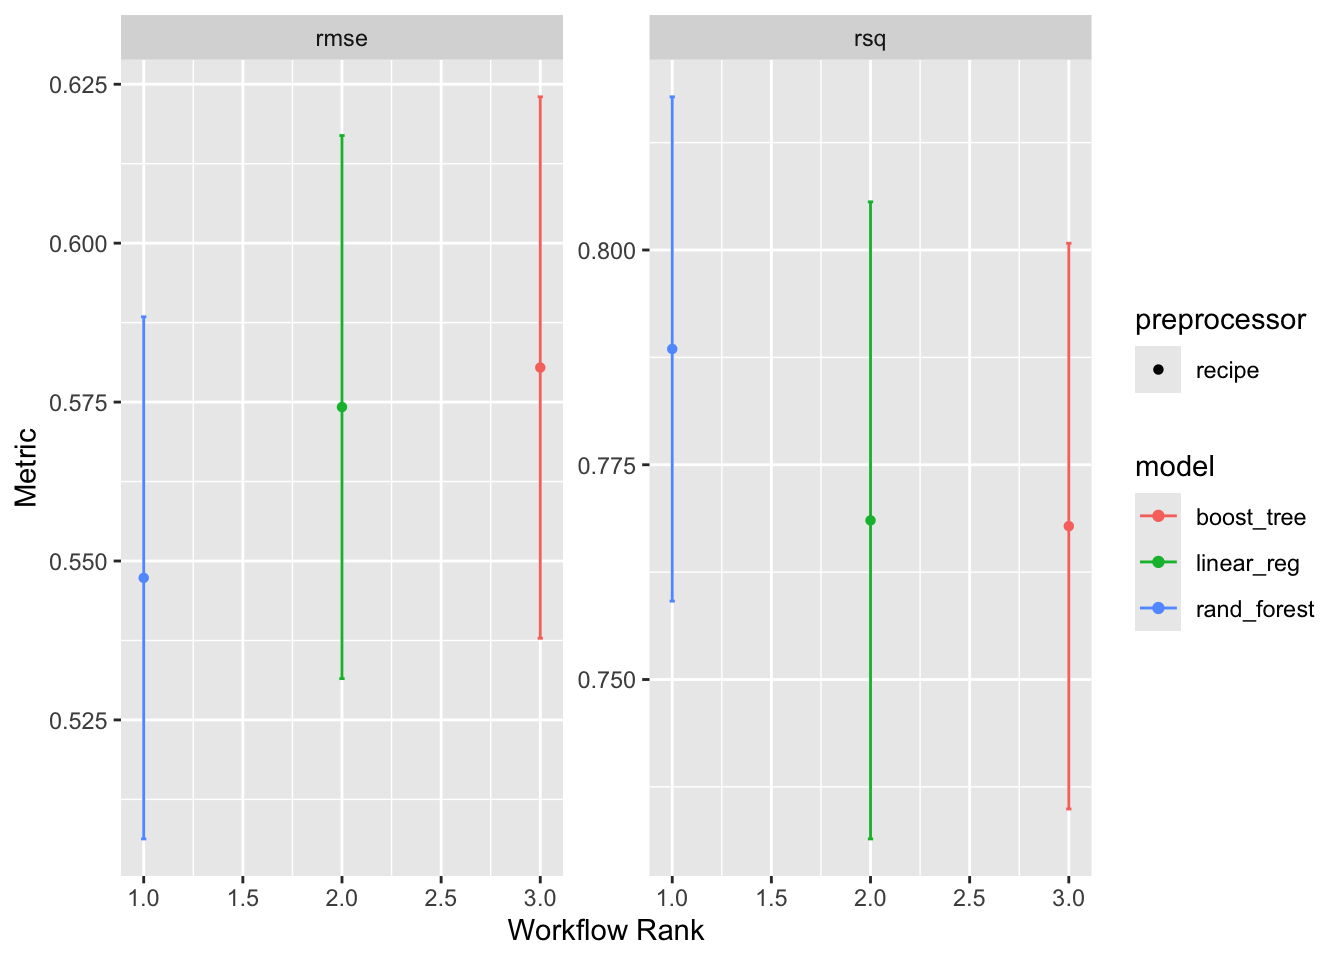 rmse
rsq
0.625
0.600
0.575
0.550
0.525
0.800
0.775
0.750
Metric
1.0 1.5 2.0 2.5 3.0
1.0 1.5 2.0 2.5 3.0
Workflow Rank
preprocessor
recipe
model
boost_tree
linear_reg
rand_forest